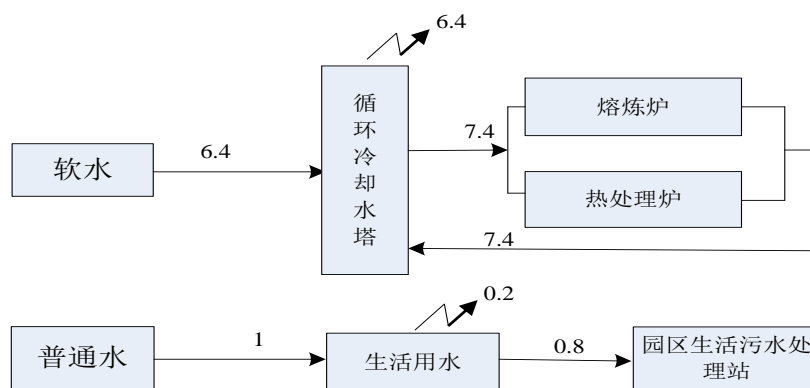 6.4
循环冷却水塔
熔炼炉
7.4
6.4
软水
热处理炉
7.4
0.2
普通水
1
生活用水
0.8
园区生活污水处
理站